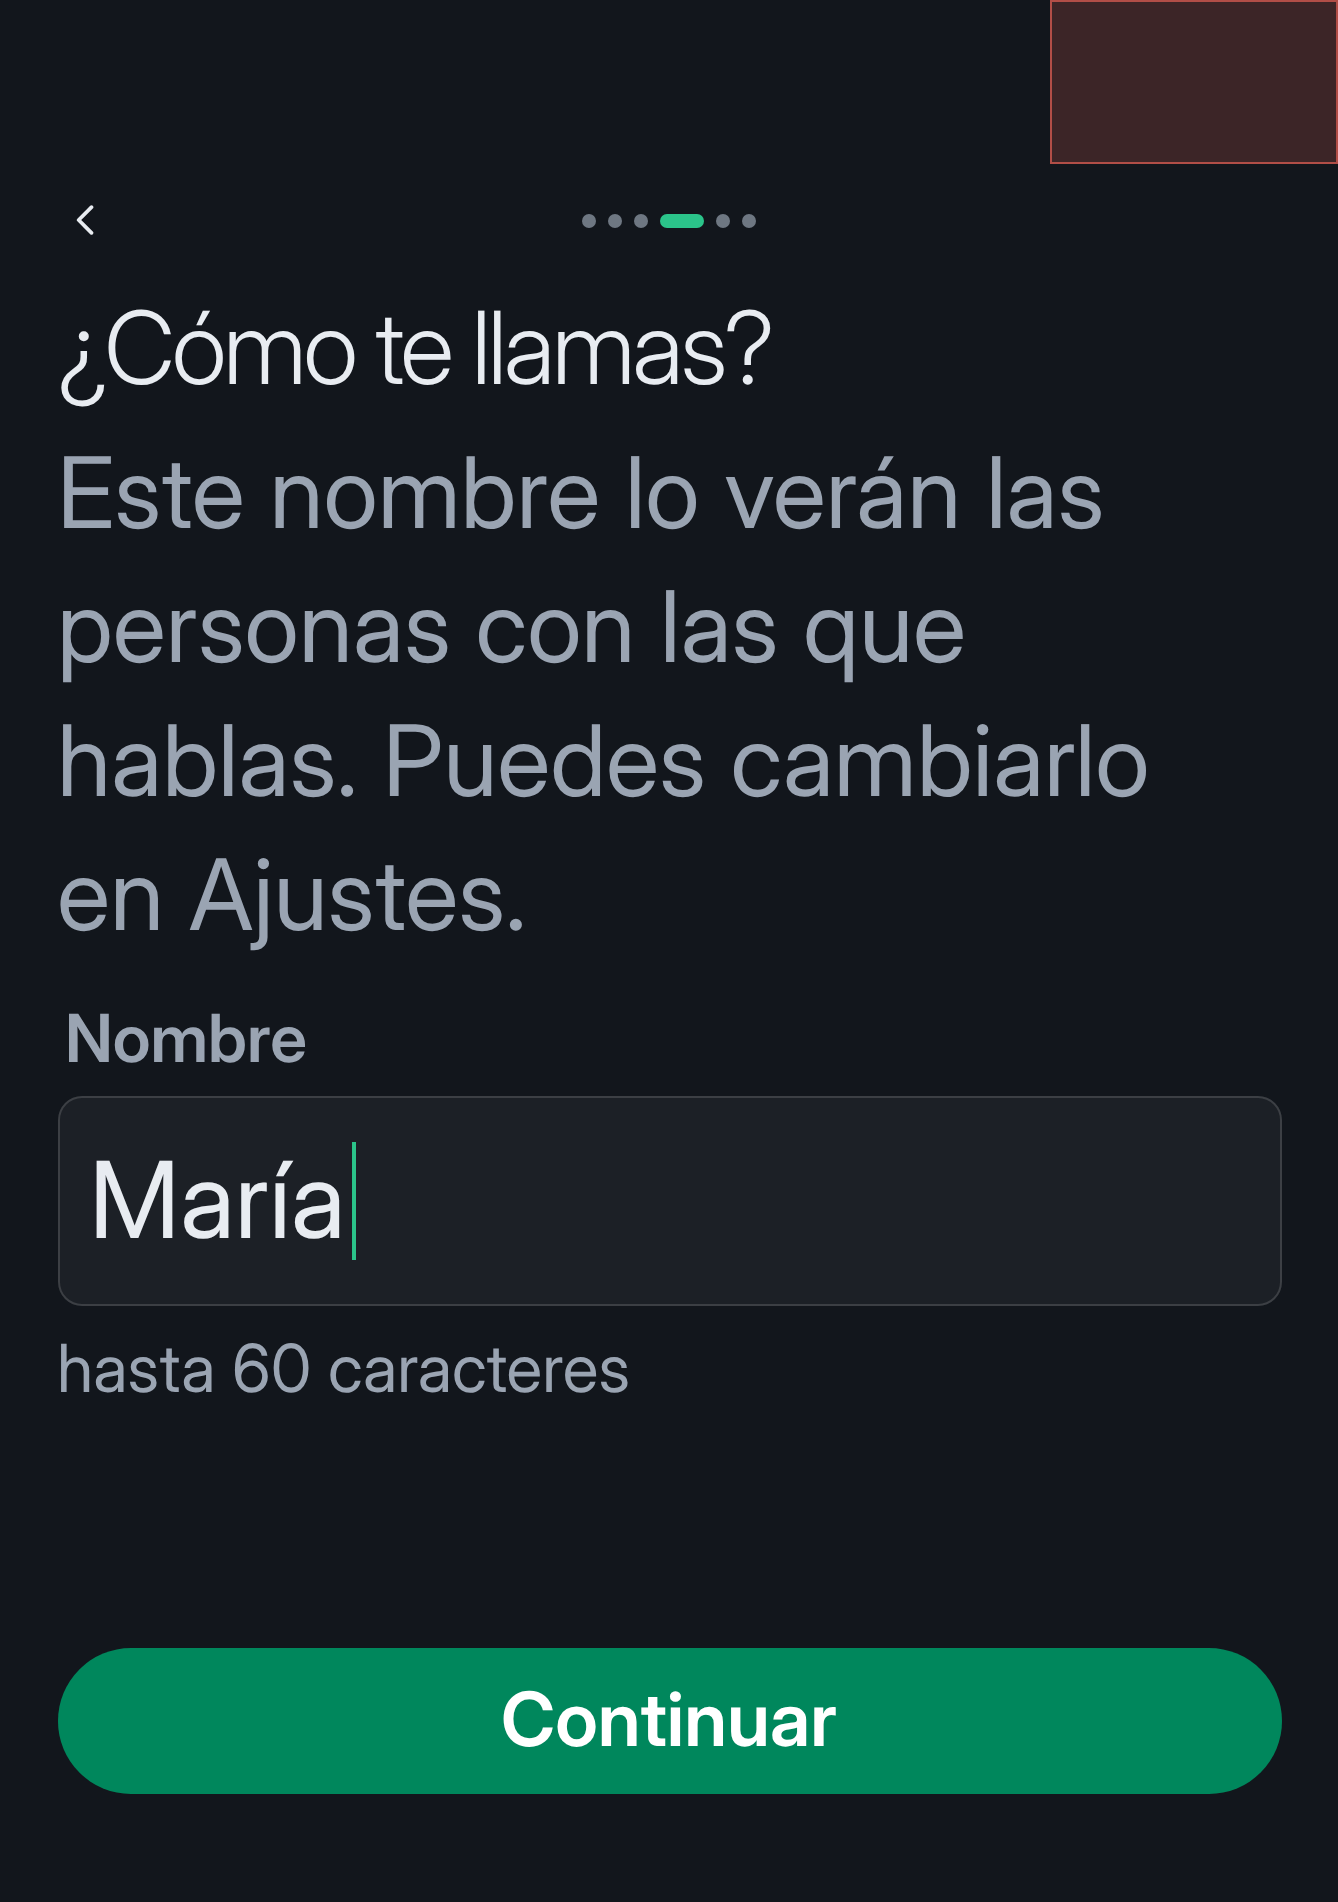 ¿Cómo te llamas?
Este nombre lo verán las
personas con las que
hablas. Puedes cambiarlo
en Ajustes.
Nombre
María
hasta 60 caracteres
Continuar